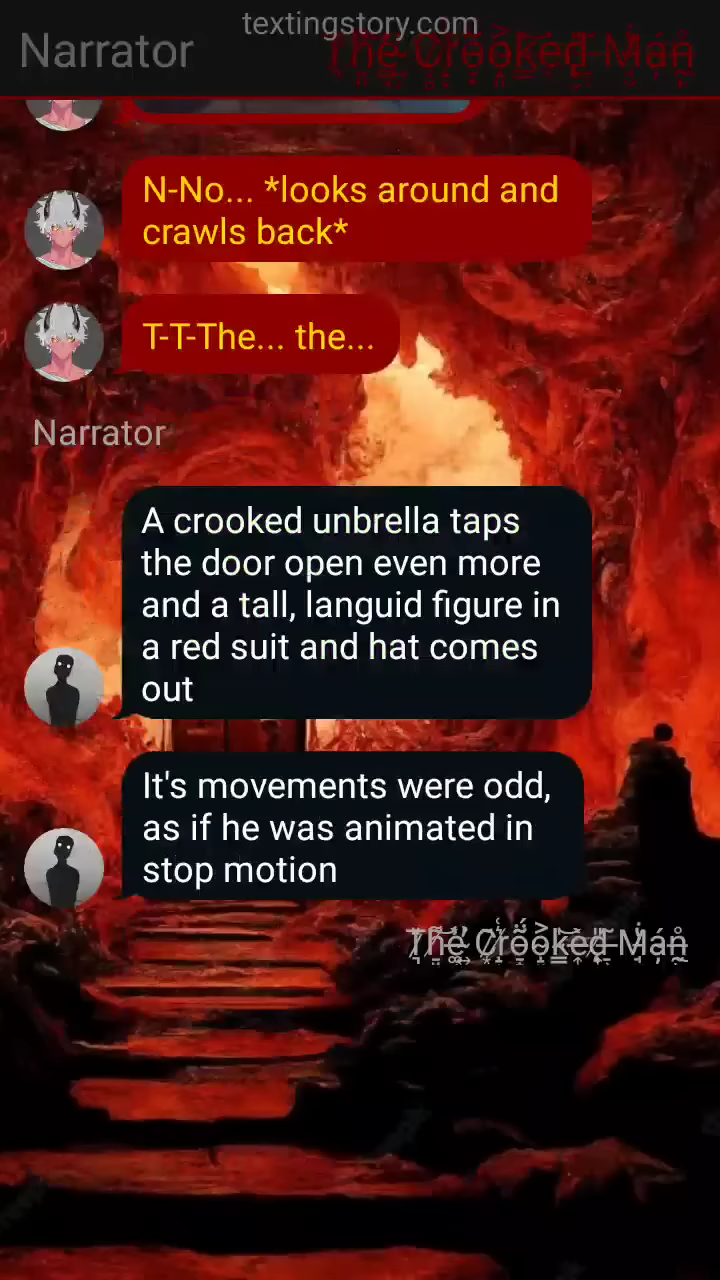 textingstory.com
Narrator
The Crooked Man
N-No... *looks around and
crawls back*
T-T-The... the...
Narrator
A crooked unbrella taps
the door open even more
and a tall, languid figure in
a red suit and hat comes
out
It's movements were odd,
as if he was animated in
stop motion
The Crooked Man